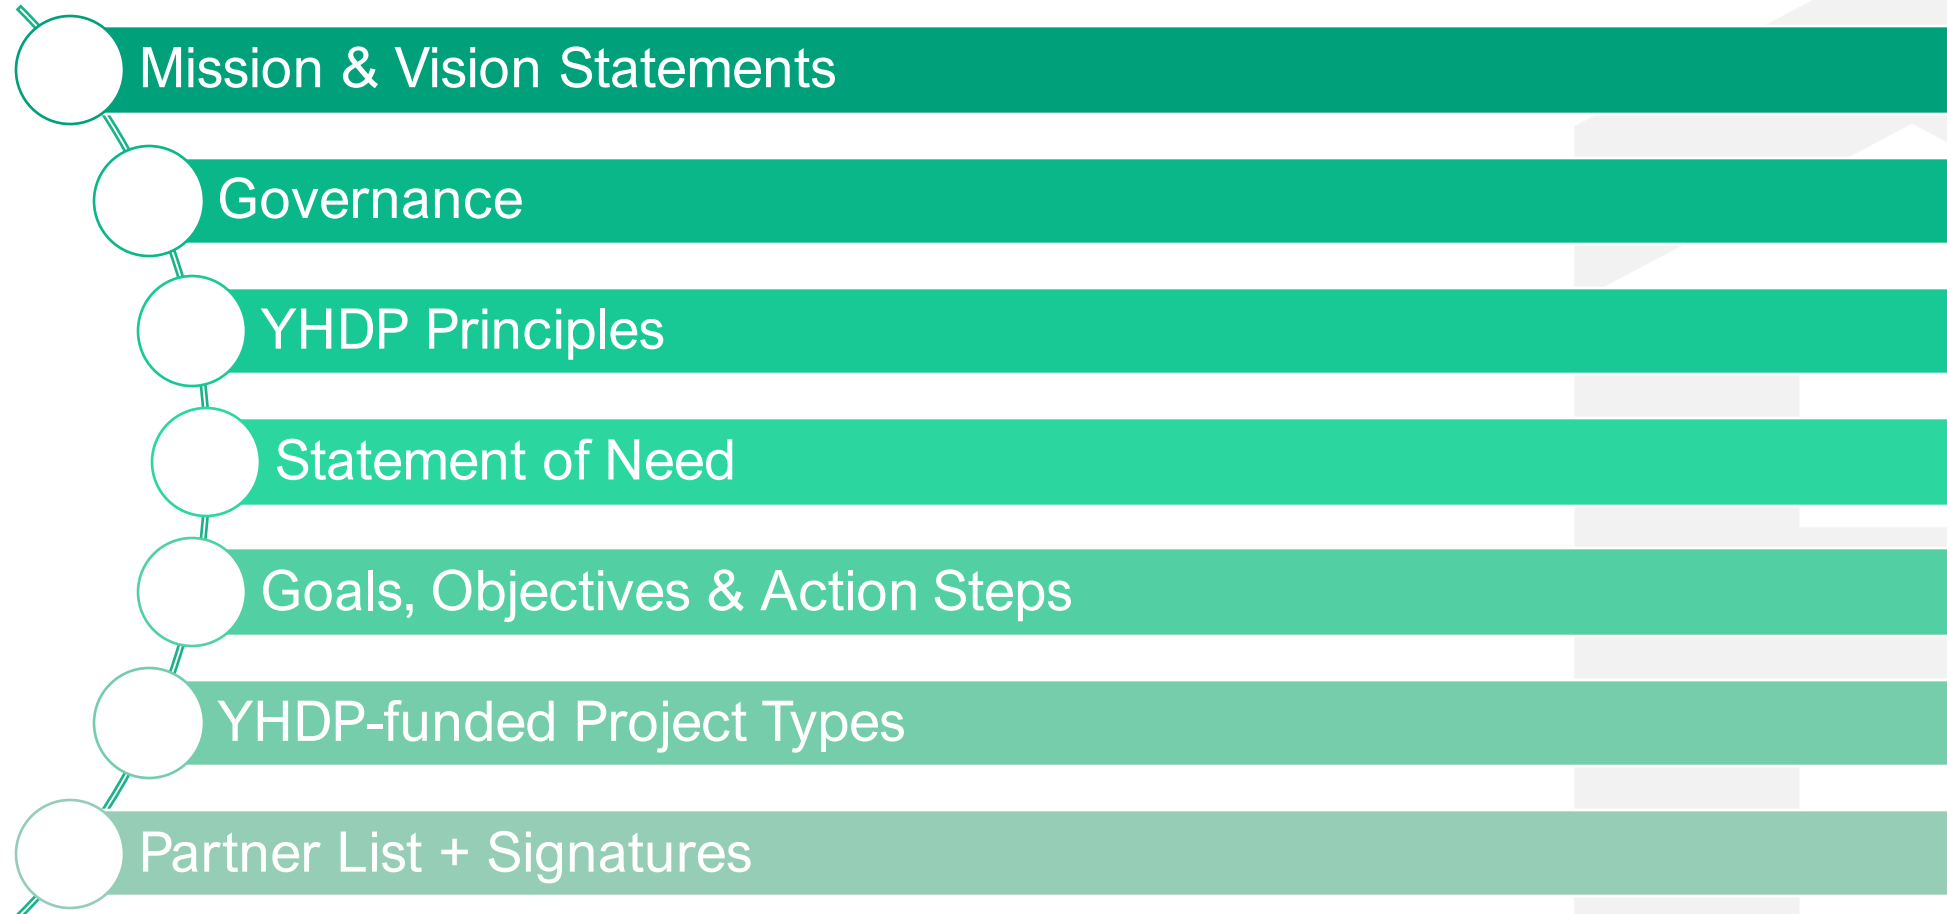 Mission & Vision Statements
Governance
YHDP Principles
Statement of Need
Goals, Objectives & Action Steps
YHDP-funded Project Types
Partner List + Signatures